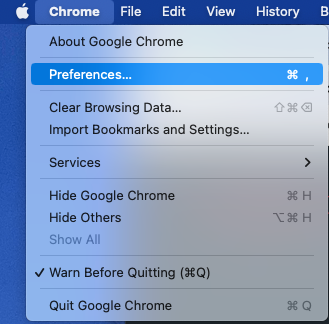 Chrome File Edit View History B
About Google Chrome
Preferences... ⌘ ,
Clear Browsing Data... ⇧⌘⌫
Import Bookmarks and Settings...
Services >
Hide Google Chrome ⌘ H
Hide Others ⌥⌘ H
Show All
✓ Warn Before Quitting (⌘Q)
Quit Google Chrome ⌘ Q